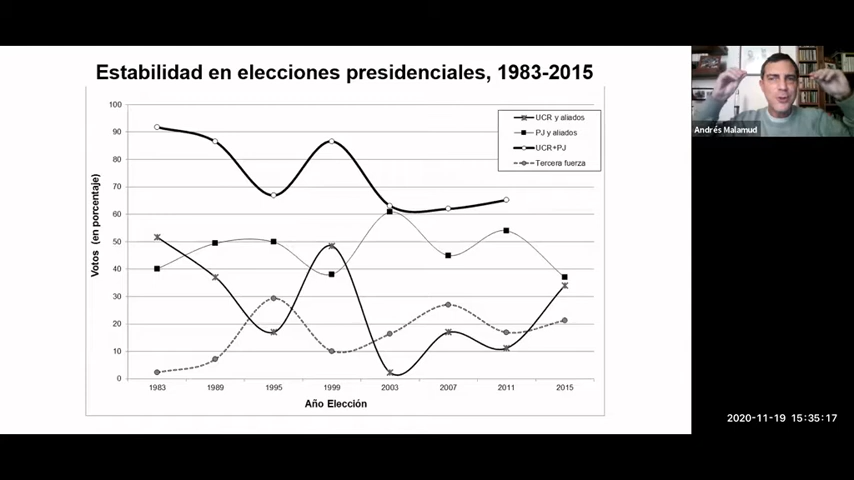 Estabilidad en elecciones presidenciales, 1983-2015
100
90
80
70
60
50
40
30
20
10
0
Votos (en porcentaje)
UCR y aliados
PJ y aliados
UCR+PJ
Tercera fuerza
1983 1989 1995 1999 2003 2007 2011 2015
Año Elección
Andrés Malamud
2020-11-19 15:35:17